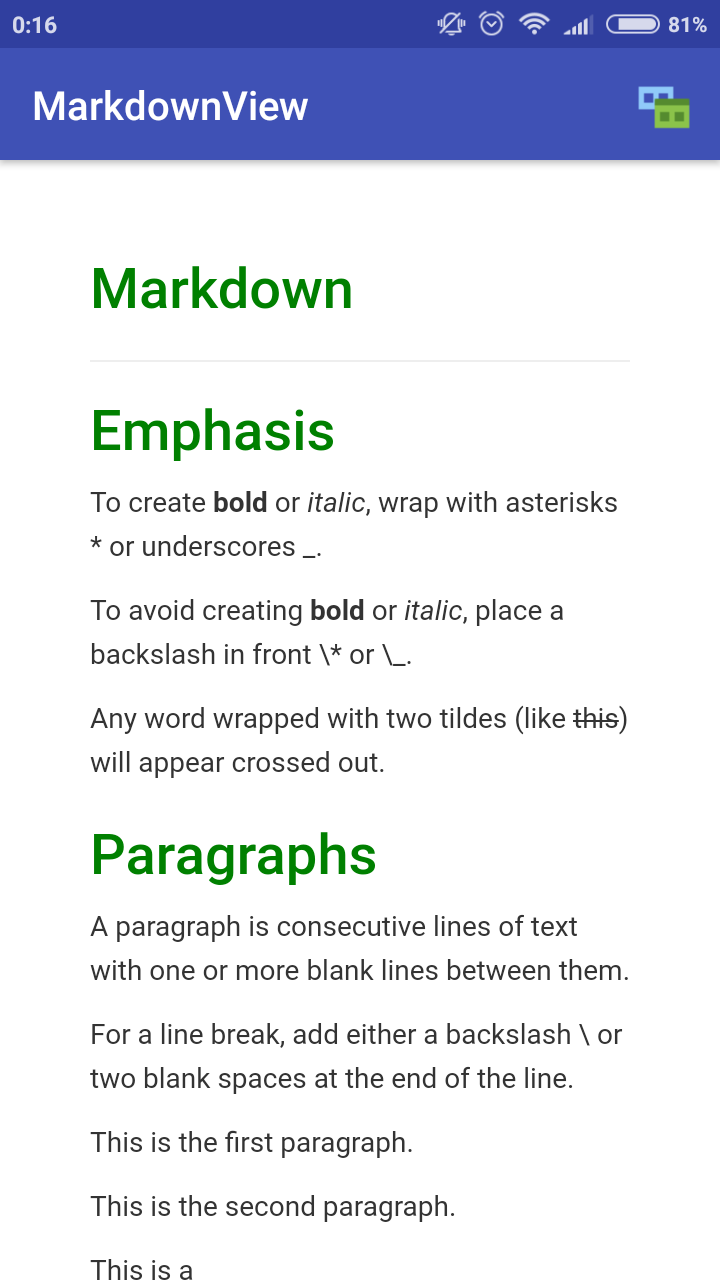 0:16 81%
MarkdownView
Markdown
Emphasis
To create bold or italic, wrap with asterisks
* or underscores _.
To avoid creating bold or italic, place a
backslash in front \* or \_.
Any word wrapped with two tildes (like this)
will appear crossed out.
Paragraphs
A paragraph is consecutive lines of text
with one or more blank lines between them.
For a line break, add either a backslash \ or
two blank spaces at the end of the line.
This is the first paragraph.
This is the second paragraph.
This is a